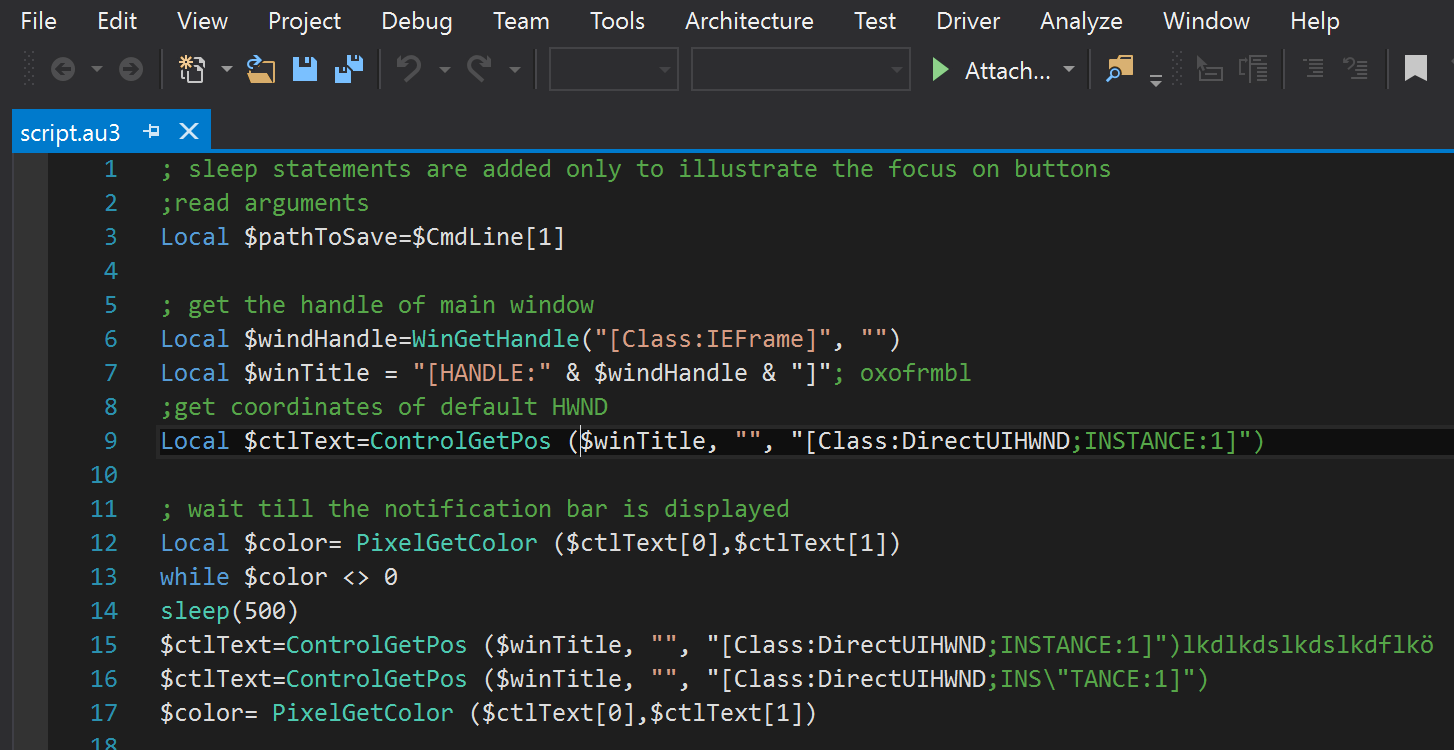 File Edit View Project Debug Team Tools Architecture Test Driver Analyze Window Help
Attach...
script.au3
1 ; sleep statements are added only to illustrate the focus on buttons
2 ;read arguments
3 Local $pathToSave=$CmdLine[1]
4
5 ; get the handle of main window
6 Local $windHandle=WinGetHandle("[Class:IEFrame]", "")
7 Local $winTitle = "[HANDLE:" & $windHandle & "]"; oxofrmbl
8 ;get coordinates of default HWND
9 Local $ctlText=ControlGetPos ($winTitle, "", "[Class:DirectUIHWND;INSTANCE:1]")
10
11 ; wait till the notification bar is displayed
12 Local $color= PixelGetColor ($ctlText[0],$ctlText[1])
13 while $color <> 0
14 sleep(500)
15 $ctlText=ControlGetPos ($winTitle, "", "[Class:DirectUIHWND;INSTANCE:1]")lkdlkdslkdslkdflkö
16 $ctlText=ControlGetPos ($winTitle, "", "[Class:DirectUIHWND;INS\"TANCE:1]")
17 $color= PixelGetColor ($ctlText[0],$ctlText[1])
18